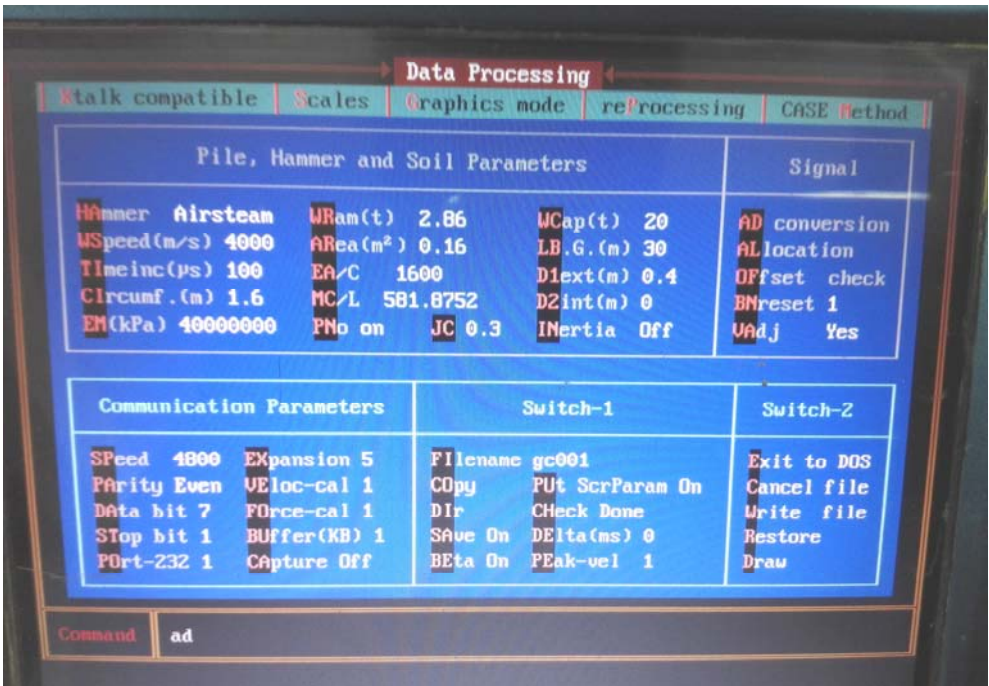 Data Processing
Xtalk compatible Scales Graphics mode reProcessing CASE Method
Pile, Hammer and Soil Parameters Signal
HAmmer Airsteam WRam(t) 2.86 WCap(t) 20 AD conversion
WSpeed(m/s) 4000 ARea(m²) 0.16 LB.G.(m) 30 ALlocation
TImeinc(µs) 100 EA/C 1600 D1ext(m) 0.4 OFfset check
CIrcumf.(m) 1.6 MC/L 581.8752 D2int(m) 0 BNreset 1
EM(kPa) 40000000 PNo on JC 0.3 INertia Off VAdj Yes
Communication Parameters Switch-1 Switch-2
SPeed 4800 EXpansion 5 FIlename gc001 Exit to DOS
PArity Even VEloc-cal 1 COpy PUt ScrParam On Cancel file
DAta bit 7 FOrce-cal 1 DIr CHeck Done Write file
STop bit 1 BUffer(KB) 1 SAve On DElta(ms) 0 Restore
POrt-232 1 CApture Off BEta On PEak-vel 1 Draw
Command ad